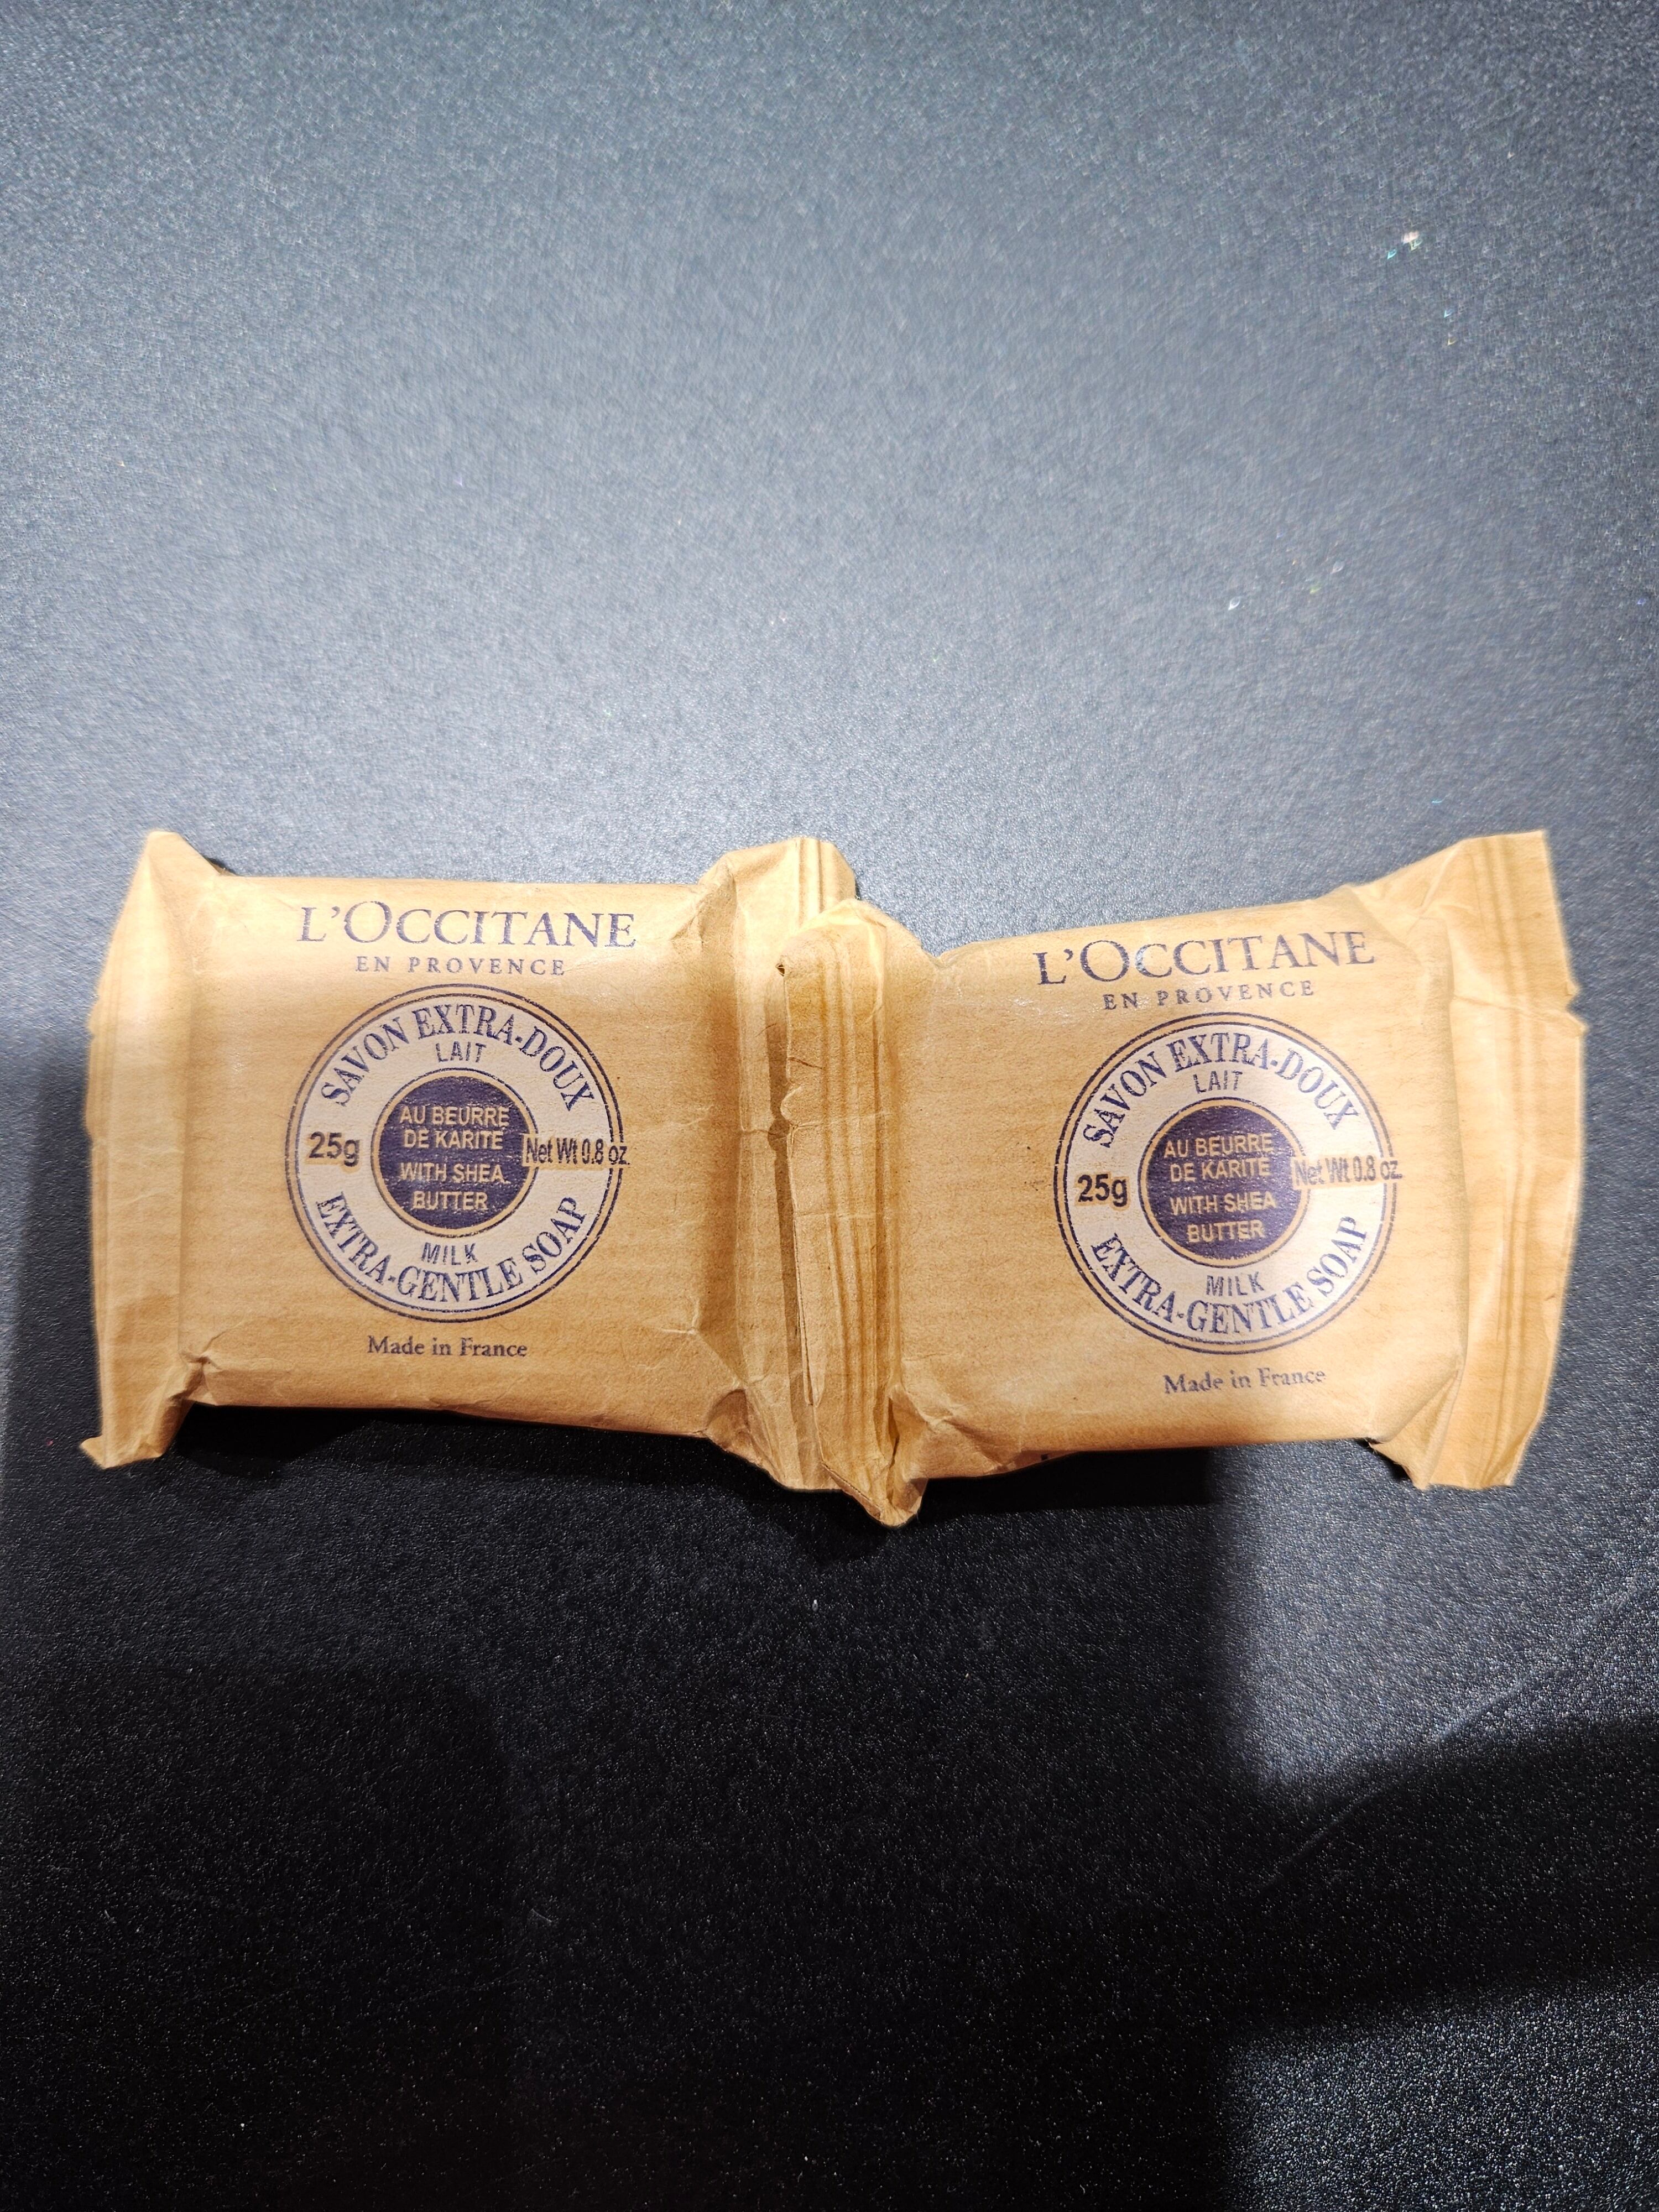 L'OCCITANE
EN PROVENCE
SAVON EXTRA-DOUX
LAIT
AU BEURRE
DE KARITE
25g
Net Wt 0.8 oz.
WITH SHEA
BUTTER
MILK
EXTRA-GENTLE SOAP
Made in France
L'OCCITANE
EN PROVENCE
SAVON EXTRA-DOUX
LAIT
AU BEURRE
DE KARITE
25g
Net Wt 0.8 oz.
WITH SHEA
BUTTER
MILK
EXTRA-GENTLE SOAP
Made in France